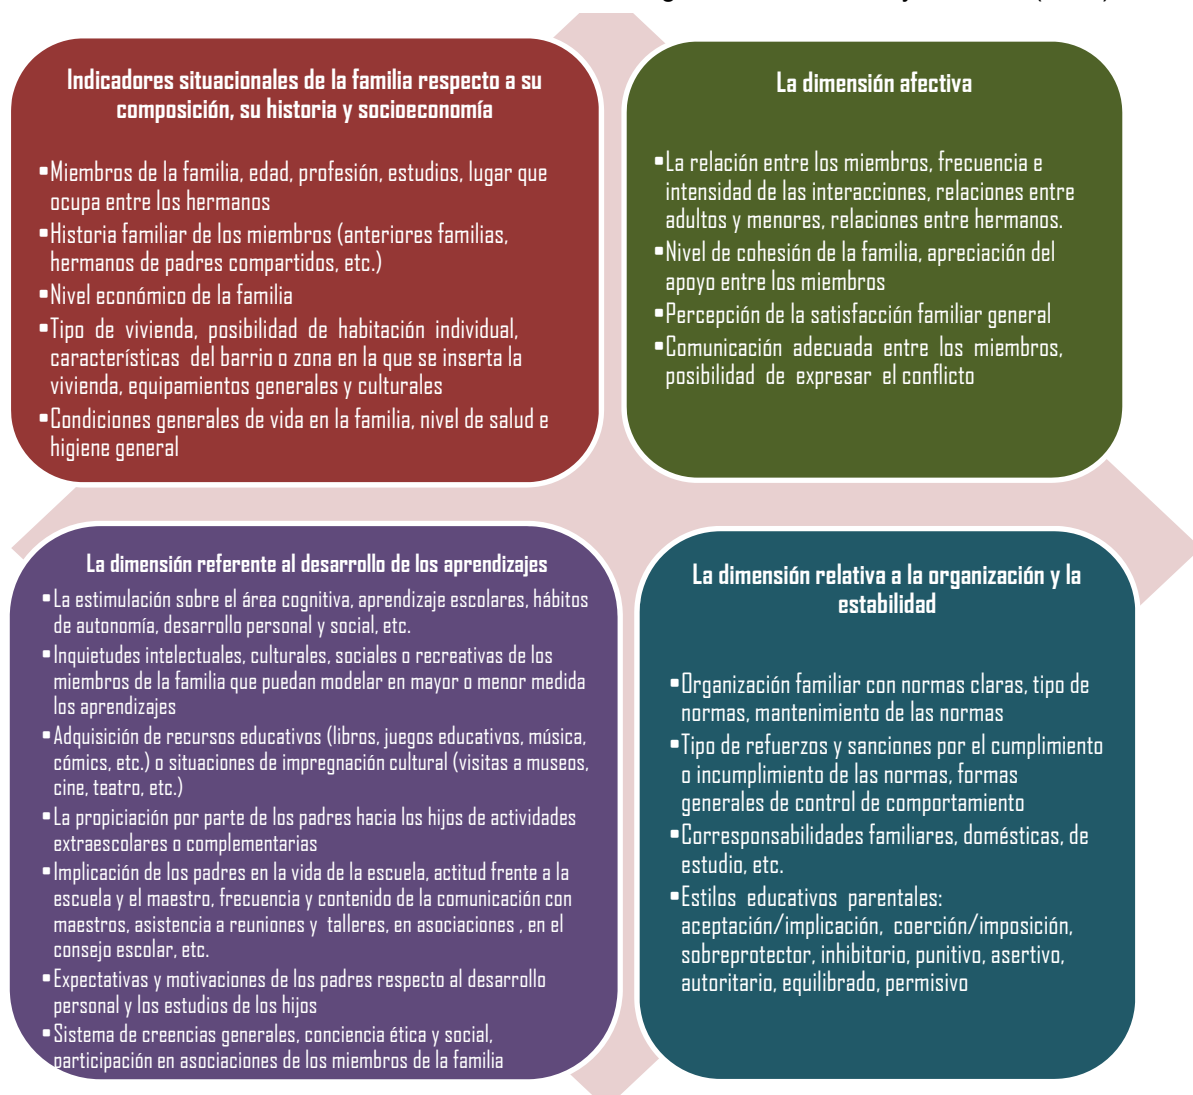 Indicadores situacionales de la familia respecto a su
composición, su historia y socioeconomía
▪Miembros de la familia, edad, profesión, estudios, lugar que
ocupa entre los hermanos
▪Historia familiar de los miembros (anteriores familias,
hermanos de padres compartidos, etc.)
▪Nivel económico de la familia
▪Tipo de vivienda, posibilidad de habitación individual,
características del barrio o zona en la que se inserta la
vivienda, equipamientos generales y culturales
▪Condiciones generales de vida en la familia, nivel de salud e
higiene general
La dimensión afectiva
▪La relación entre los miembros, frecuencia e
intensidad de las interacciones, relaciones entre
adultos y menores, relaciones entre hermanos.
▪Nivel de cohesión de la familia, apreciación del
apoyo entre los miembros
▪Percepción de la satisfacción familiar general
▪Comunicación adecuada entre los miembros,
posibilidad de expresar el conflicto
La dimensión referente al desarrollo de los aprendizajes
▪La estimulación sobre el área cognitiva, aprendizaje escolares, hábitos
de autonomía, desarrollo personal y social, etc.
▪Inquietudes intelectuales, culturales, sociales o recreativas de los
miembros de la familia que puedan modelar en mayor o menor medida
los aprendizajes
▪Adquisición de recursos educativos (libros, juegos educativos, música,
cómics, etc.) o situaciones de impregnación cultural (visitas a museos,
cine, teatro, etc.)
▪La propiciación por parte de los padres hacia los hijos de actividades
extraescolares o complementarias
▪Implicación de los padres en la vida de la escuela, actitud frente a la
escuela y el maestro, frecuencia y contenido de la comunicación con
maestros, asistencia a reuniones y talleres, en asociaciones , en el
consejo escolar, etc.
▪Expectativas y motivaciones de los padres respecto al desarrollo
personal y los estudios de los hijos
▪Sistema de creencias generales, conciencia ética y social,
participación en asociaciones de los miembros de la familia
La dimensión relativa a la organización y la
estabilidad
▪Organización familiar con normas claras, tipo de
normas, mantenimiento de las normas
▪Tipo de refuerzos y sanciones por el cumplimiento
o incumplimiento de las normas, formas
generales de control de comportamiento
▪Corresponsabilidades familiares, domésticas, de
estudio, etc.
▪Estilos educativos parentales:
aceptación/implicación, coerción/imposición,
sobreprotector, inhibitorio, punitivo, asertivo,
autoritario, equilibrado, permisivo